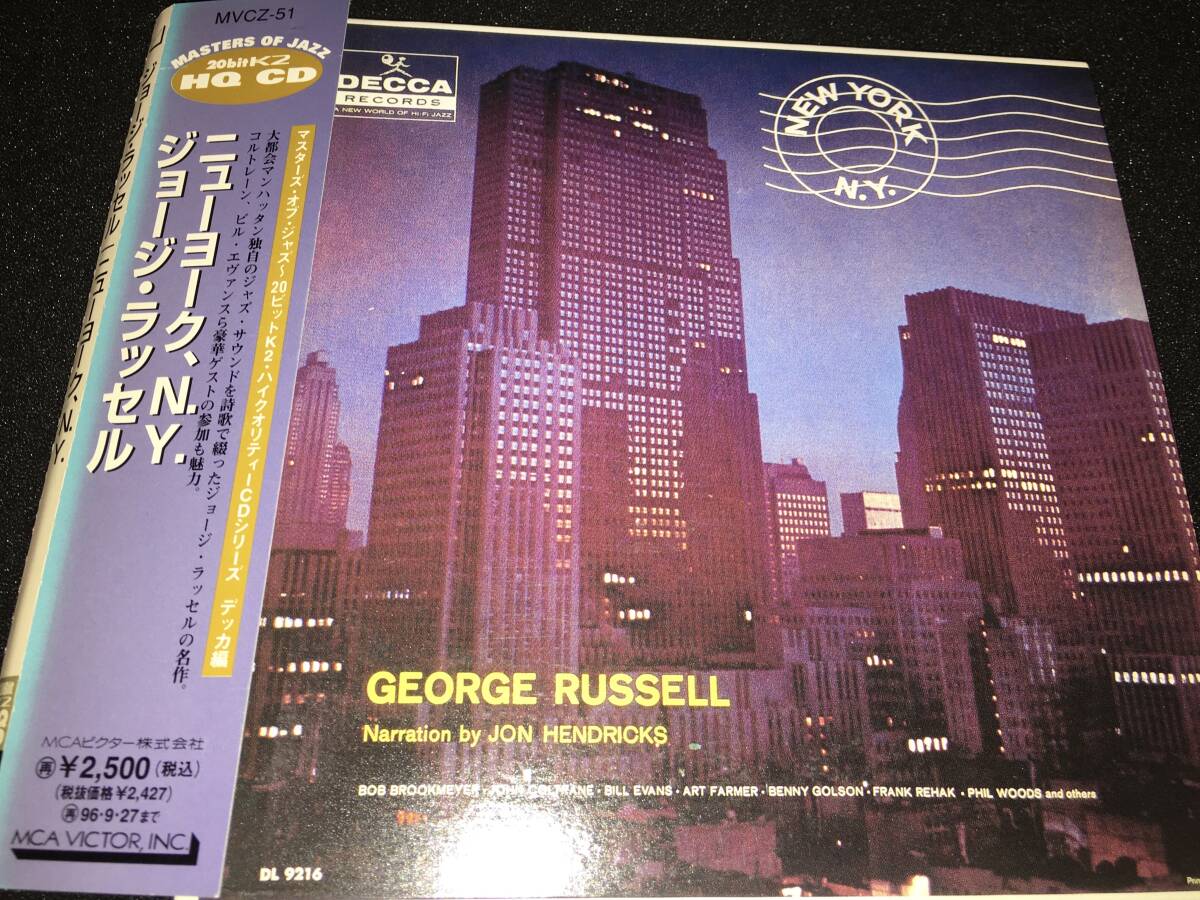 MVCZ-51
MASTERS OF JAZZ
20bit K2
HQ CD
マスターズ・オブ・ジャズ〜20ビットK2・ハイクオリティーCDシリーズ デッカ編
大都会マンハッタン独自のジャズ・サウンドを詩歌で綴ったジョージ・ラッセルの名作。
コルトレーン、ビル・エヴァンスら豪華ゲストの参加も魅力。
ニューヨーク、N.Y.
ジョージ・ラッセル
MCAビクター株式会社
再 ¥2,500(税込)
(税抜価格¥2,427)
再 96・9・27まで
MCA VICTOR, INC.
ジョージ・ラッセル/ニューヨーク、N.Y.
DECCA
RECORDS
A NEW WORLD OF HI-FI JAZZ
NEW YORK
N.Y.
GEORGE RUSSELL
Narration by JON HENDRICKS
BOB BROOKMEYER · JOHN COLTRANE · BILL EVANS · ART FARMER · BENNY GOLSON · FRANK REHAK · PHIL WOODS and others
DL 9216